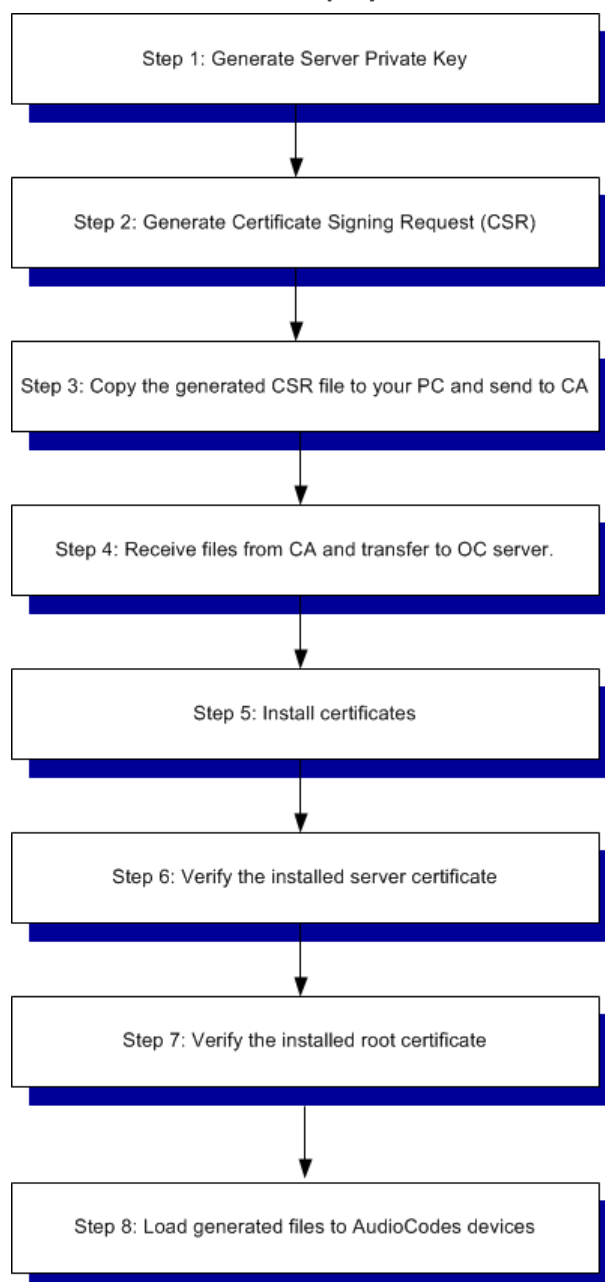 Step 1: Generate Server Private Key
Step 2: Generate Certificate Signing Request (CSR)
Step 3: Copy the generated CSR file to your PC and send to CA
Step 4: Receive files from CA and transfer to OC server.
Step 5: Install certificates
Step 6: Verify the installed server certificate
Step 7: Verify the installed root certificate
Step 8: Load generated files to AudioCodes devices